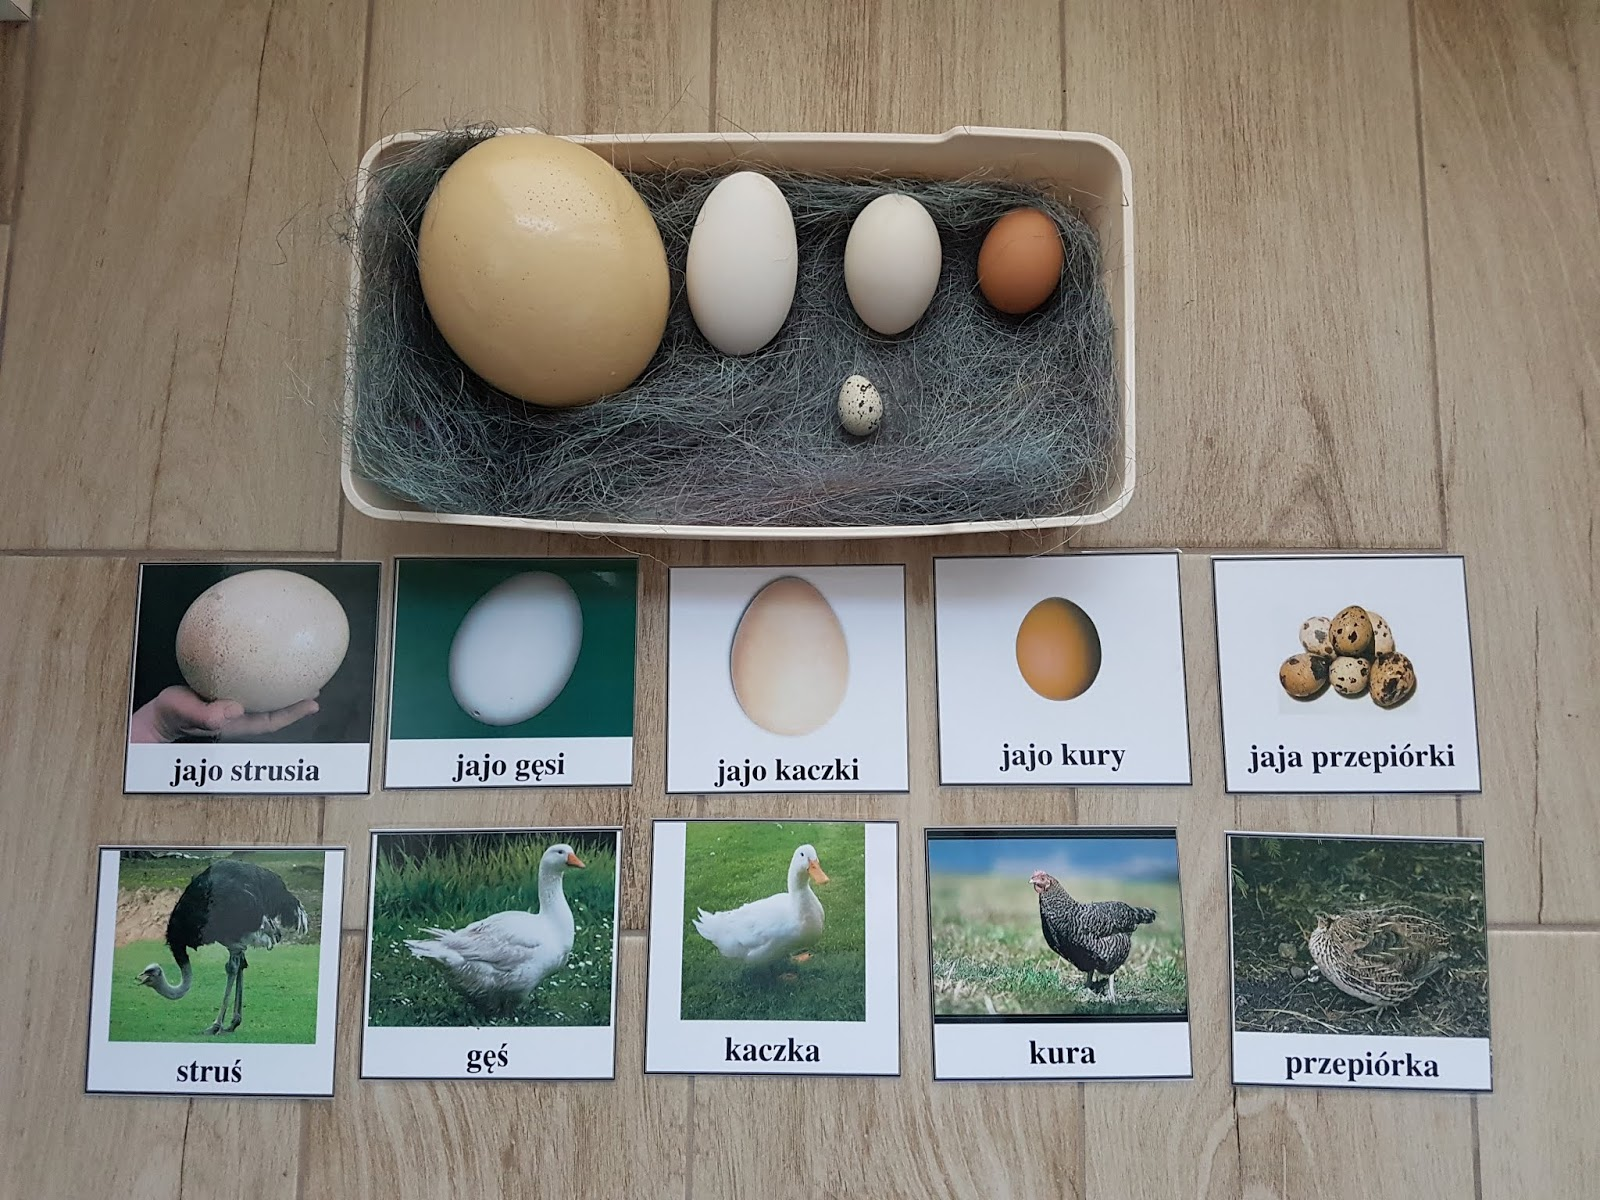 jajo strusia
jajo gęsi
jajo kaczki
jajo kury
jaja przepiórki
struś
gęś
kaczka
kura
przepiórka